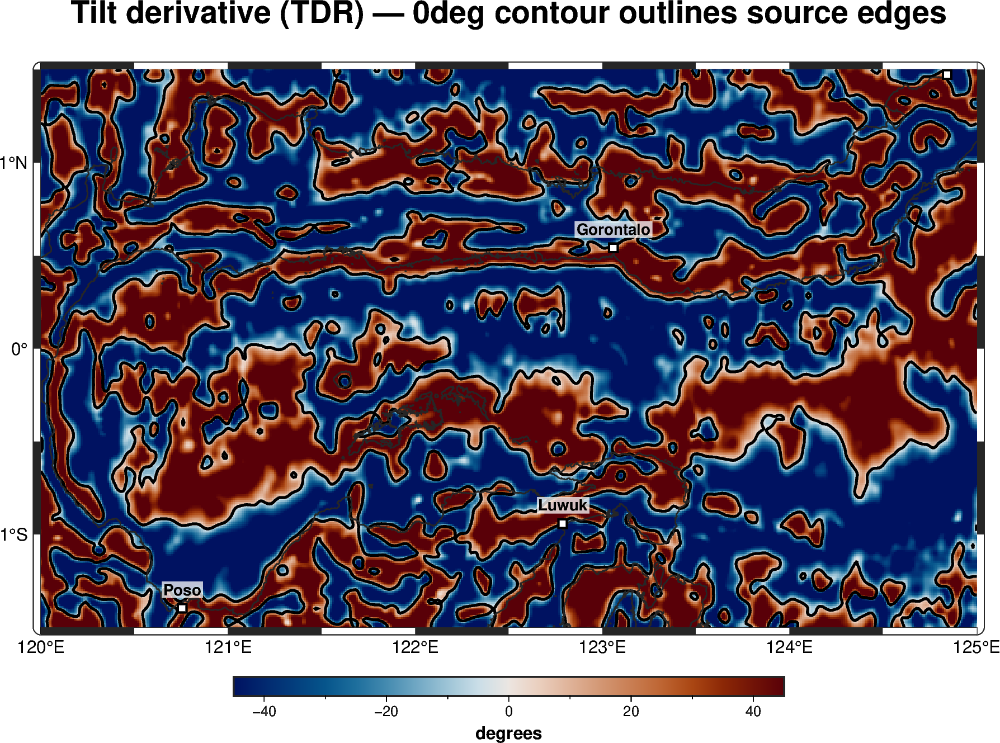 Tilt derivative (TDR) — 0deg contour outlines source edges
1°N
0°
1°S
Gorontalo
Luwuk
Poso
120°E 121°E 122°E 123°E 124°E 125°E
−40 −20 0 20 40
degrees